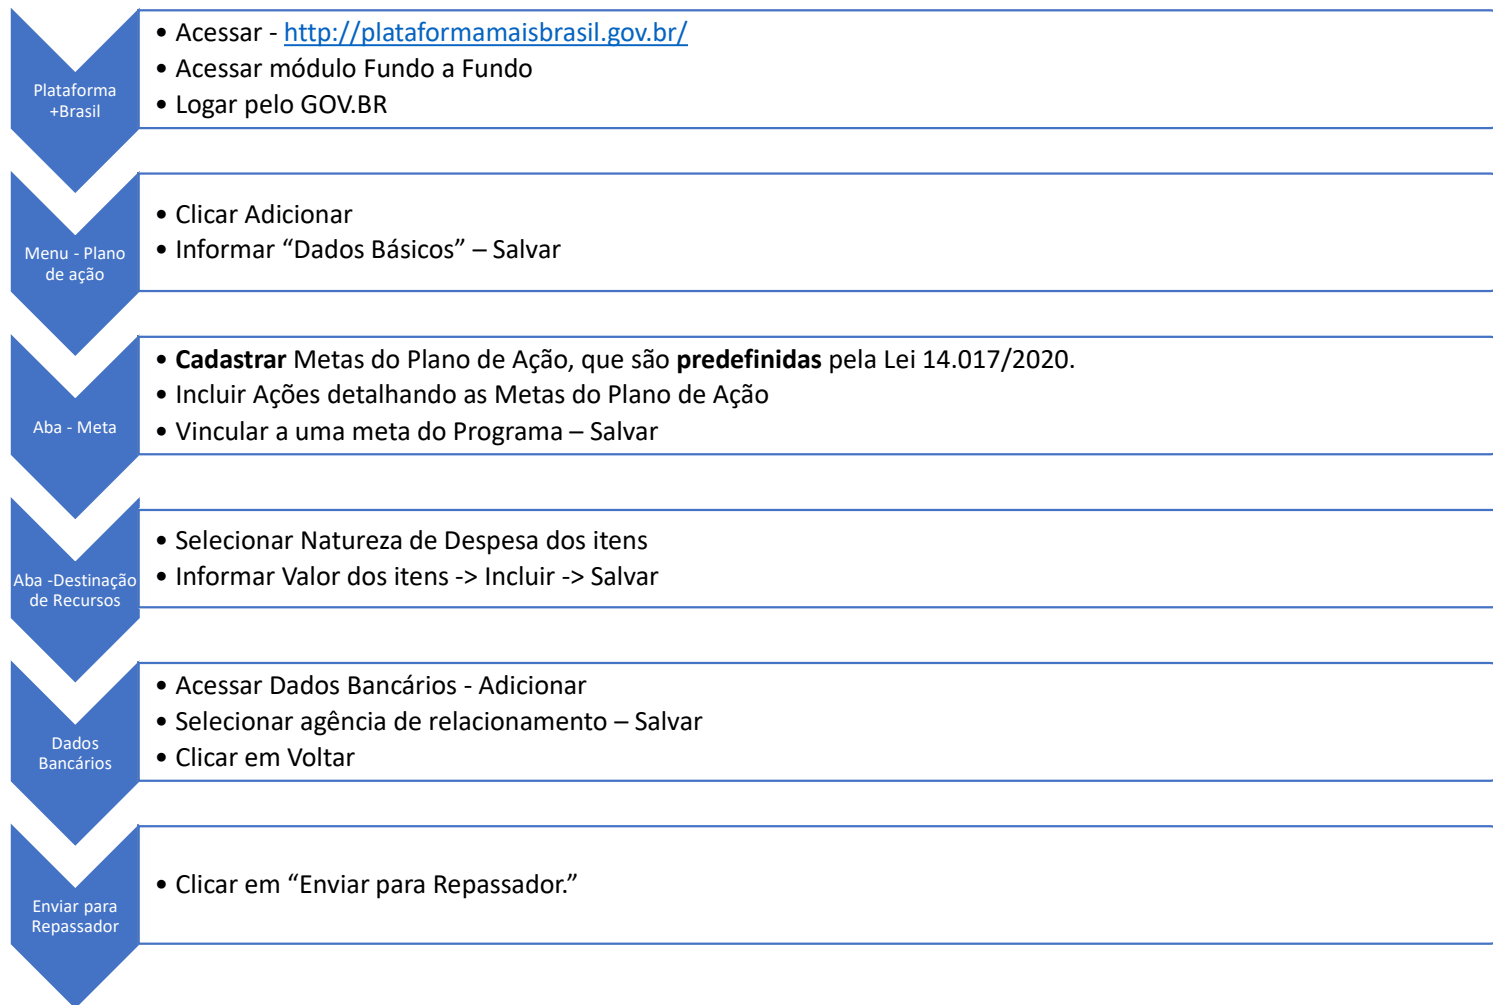 Plataforma
+Brasil
• Acessar - http://plataformamaisbrasil.gov.br/
• Acessar módulo Fundo a Fundo
• Logar pelo GOV.BR
Menu - Plano
de ação
• Clicar Adicionar
• Informar “Dados Básicos” – Salvar
Aba - Meta
• Cadastrar Metas do Plano de Ação, que são predefinidas pela Lei 14.017/2020.
• Incluir Ações detalhando as Metas do Plano de Ação
• Vincular a uma meta do Programa – Salvar
Aba -Destinação
de Recursos
• Selecionar Natureza de Despesa dos itens
• Informar Valor dos itens -> Incluir -> Salvar
Dados
Bancários
• Acessar Dados Bancários - Adicionar
• Selecionar agência de relacionamento – Salvar
• Clicar em Voltar
Enviar para
Repassador
• Clicar em “Enviar para Repassador.”